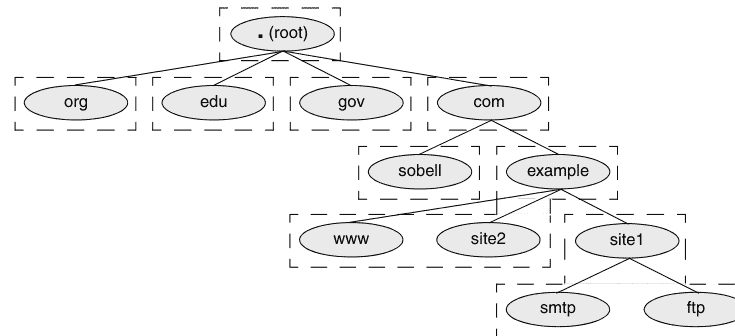 . (root)
org edu gov com
sobell example
www site2 site1
smtp ftp